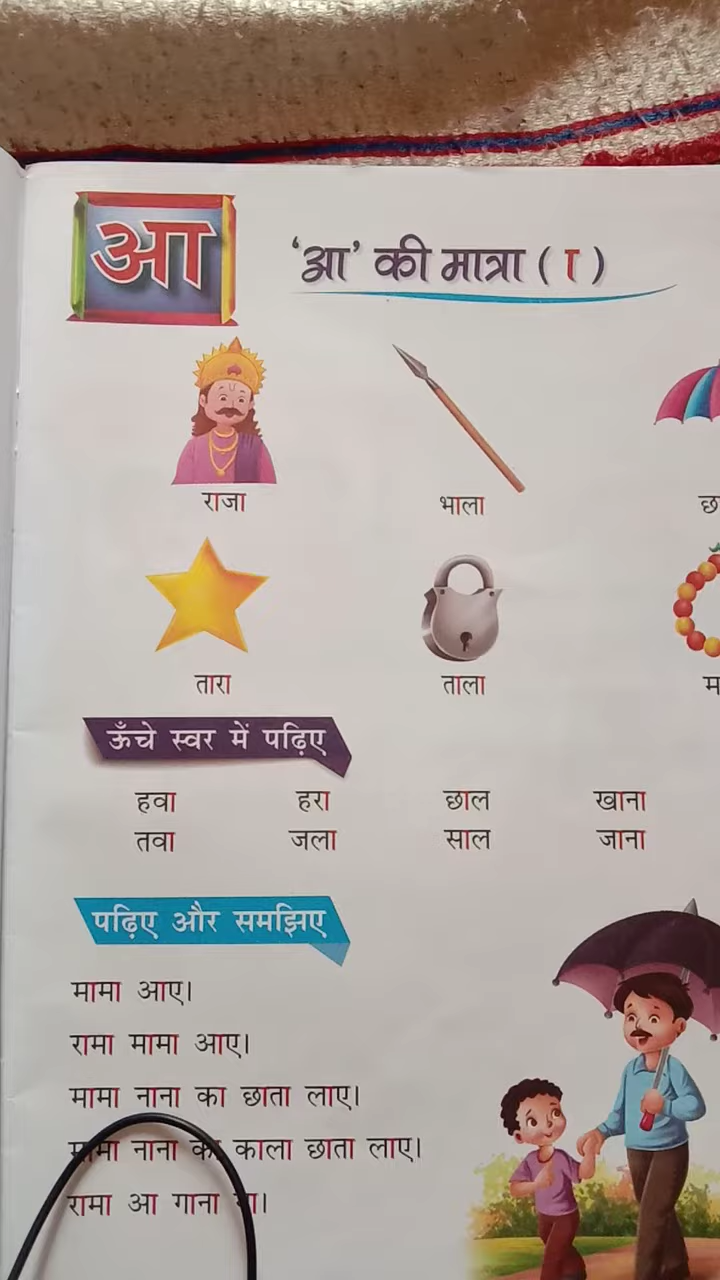 आ
'आ' की मात्रा ( ा )
राजा भाला
तारा ताला
ऊँचे स्वर में पढ़िए
हवा हरा छाल खाना
तवा जला साल जाना
पढ़िए और समझिए
मामा आए।
रामा मामा आए।
मामा नाना का छाता लाए।
मामा नाना का काला छाता लाए।
रामा आ गाना